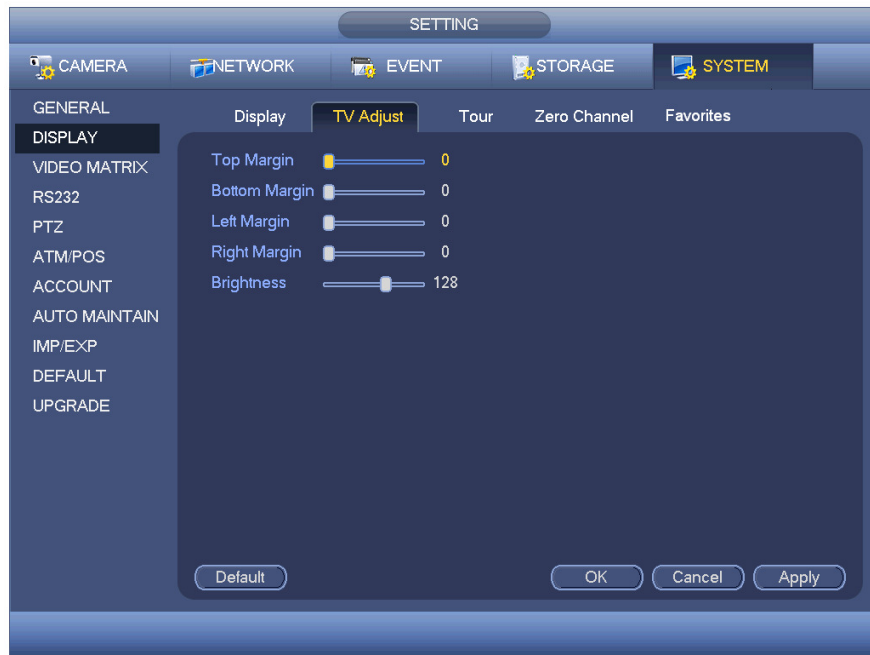 SETTING
CAMERA NETWORK EVENT STORAGE SYSTEM
GENERAL
DISPLAY
VIDEO MATRIX
RS232
PTZ
ATM/POS
ACCOUNT
AUTO MAINTAIN
IMP/EXP
DEFAULT
UPGRADE
Display TV Adjust Tour Zero Channel Favorites
Top Margin 0
Bottom Margin 0
Left Margin 0
Right Margin 0
Brightness 128
Default OK Cancel Apply